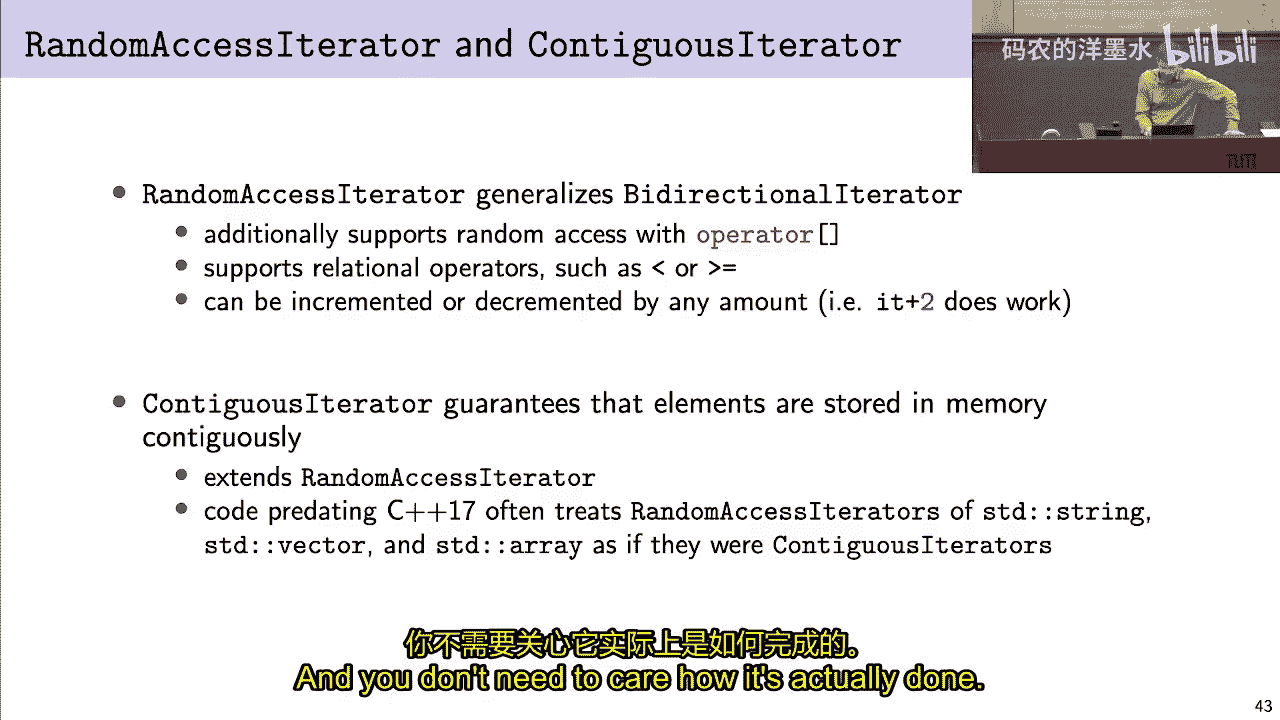 RandomAccessIterator and ContiguousIterator
码农的洋墨水 bilibili
TUM
• RandomAccessIterator generalizes BidirectionalIterator
• additionally supports random access with operator[]
• supports relational operators, such as < or >=
• can be incremented or decremented by any amount (i.e. it+2 does work)
• ContiguousIterator guarantees that elements are stored in memory
contiguously
• extends RandomAccessIterator
• code predating C++17 often treats RandomAccessIterators of std::string,
std::vector, and std::array as if they were ContiguousIterators
你不需要关心它实际上是如何完成的。
And you don't need to care how it's actually done.
43